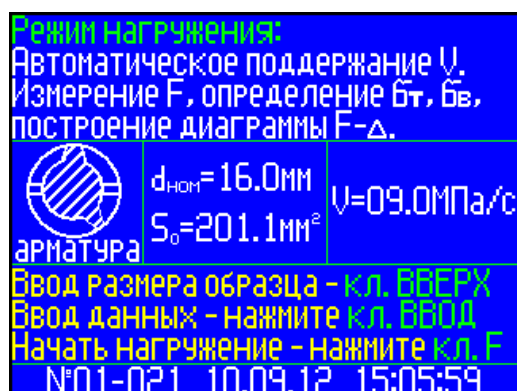 Режим нагружения:
Автоматическое поддержание V.
Измерение F, определение бт, бв,
построение диаграммы F-△.
dном=16.0мм
S₀=201.1мм²
V=09.0МПа/с
арматура
Ввод размера образца - кл. ВВЕРХ
Ввод данных - нажмите кл. ВВОД
Начать нагружение - нажмите кл. F
№01-021 10.09.12 15:05:59